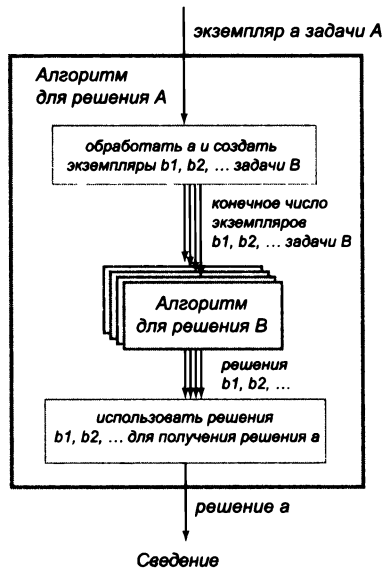 экземпляр a задачи A
Алгоритм
для решения A
обработать a и создать
экземпляры b1, b2, ... задачи B
конечное число
экземпляров
b1, b2, ... задачи B
Алгоритм
для решения B
решения
b1, b2, ...
использовать решения
b1, b2, ... для получения решения a
решение a
Сведение